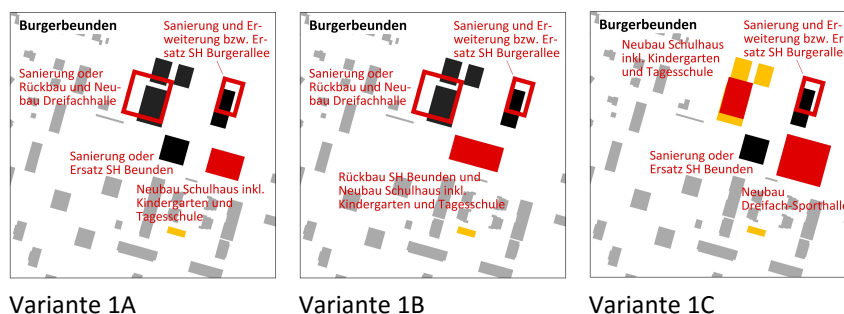 Burgerbeunden
Sanierung und Er-
weiterung bzw. Er-
satz SH Burgerallee
Sanierung oder
Rückbau und Neu-
bau Dreifachhalle
Sanierung oder
Ersatz SH Beunden
Neubau Schulhaus inkl.
Kindergarten und
Tagesschule
Variante 1A
Burgerbeunden
Sanierung und Er-
weiterung bzw. Er-
satz SH Burgerallee
Sanierung oder
Rückbau und Neu-
bau Dreifachhalle
Rückbau SH Beunden und
Neubau Schulhaus inkl.
Kindergarten und Tagesschule
Variante 1B
Burgerbeunden
Sanierung und Er-
weiterung bzw. Er-
satz SH Burgerallee
Neubau Schulhaus
inkl. Kindergarten
und Tagesschule
Sanierung oder
Ersatz SH Beunden
Neubau
Dreifach-Sporthalle
Variante 1C